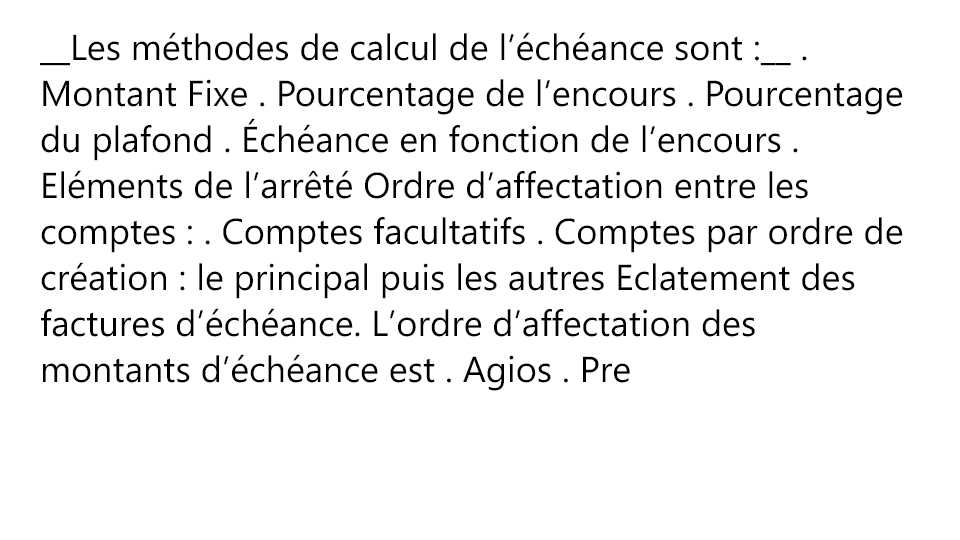 __Les méthodes de calcul de l’échéance sont :__ .
Montant Fixe . Pourcentage de l’encours . Pourcentage
du plafond . Échéance en fonction de l’encours .
Eléments de l’arrêté Ordre d’affectation entre les
comptes : . Comptes facultatifs . Comptes par ordre de
création : le principal puis les autres Eclatement des
factures d’échéance. L’ordre d’affectation des
montants d’échéance est . Agios . Pre